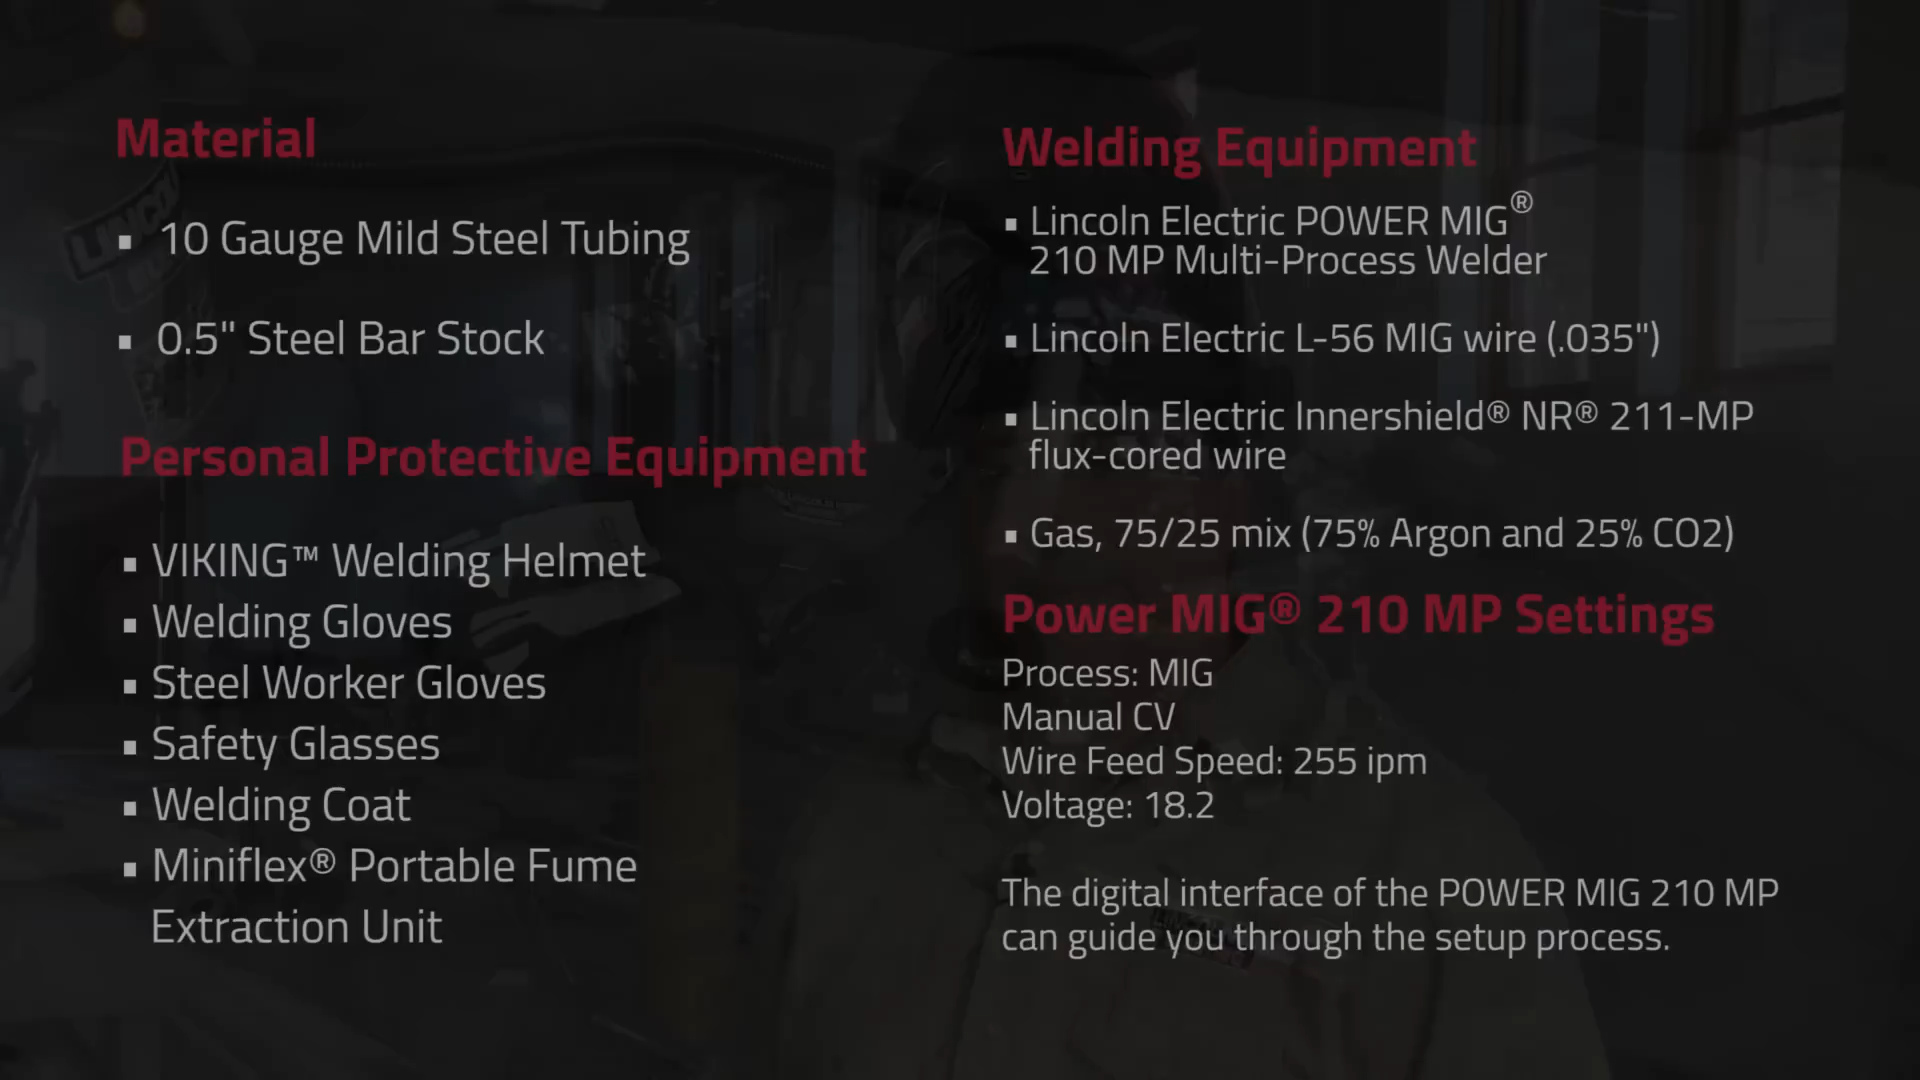 Material
▪ 10 Gauge Mild Steel Tubing
▪ 0.5" Steel Bar Stock
Personal Protective Equipment
▪ VIKING™ Welding Helmet
▪ Welding Gloves
▪ Steel Worker Gloves
▪ Safety Glasses
▪ Welding Coat
▪ Miniflex® Portable Fume
Extraction Unit
Welding Equipment
▪ Lincoln Electric POWER MIG®
210 MP Multi-Process Welder
▪ Lincoln Electric L-56 MIG wire (.035")
▪ Lincoln Electric Innershield® NR® 211-MP
flux-cored wire
▪ Gas, 75/25 mix (75% Argon and 25% CO2)
Power MIG® 210 MP Settings
Process: MIG
Manual CV
Wire Feed Speed: 255 ipm
Voltage: 18.2
The digital interface of the POWER MIG 210 MP
can guide you through the setup process.
LINCOLN